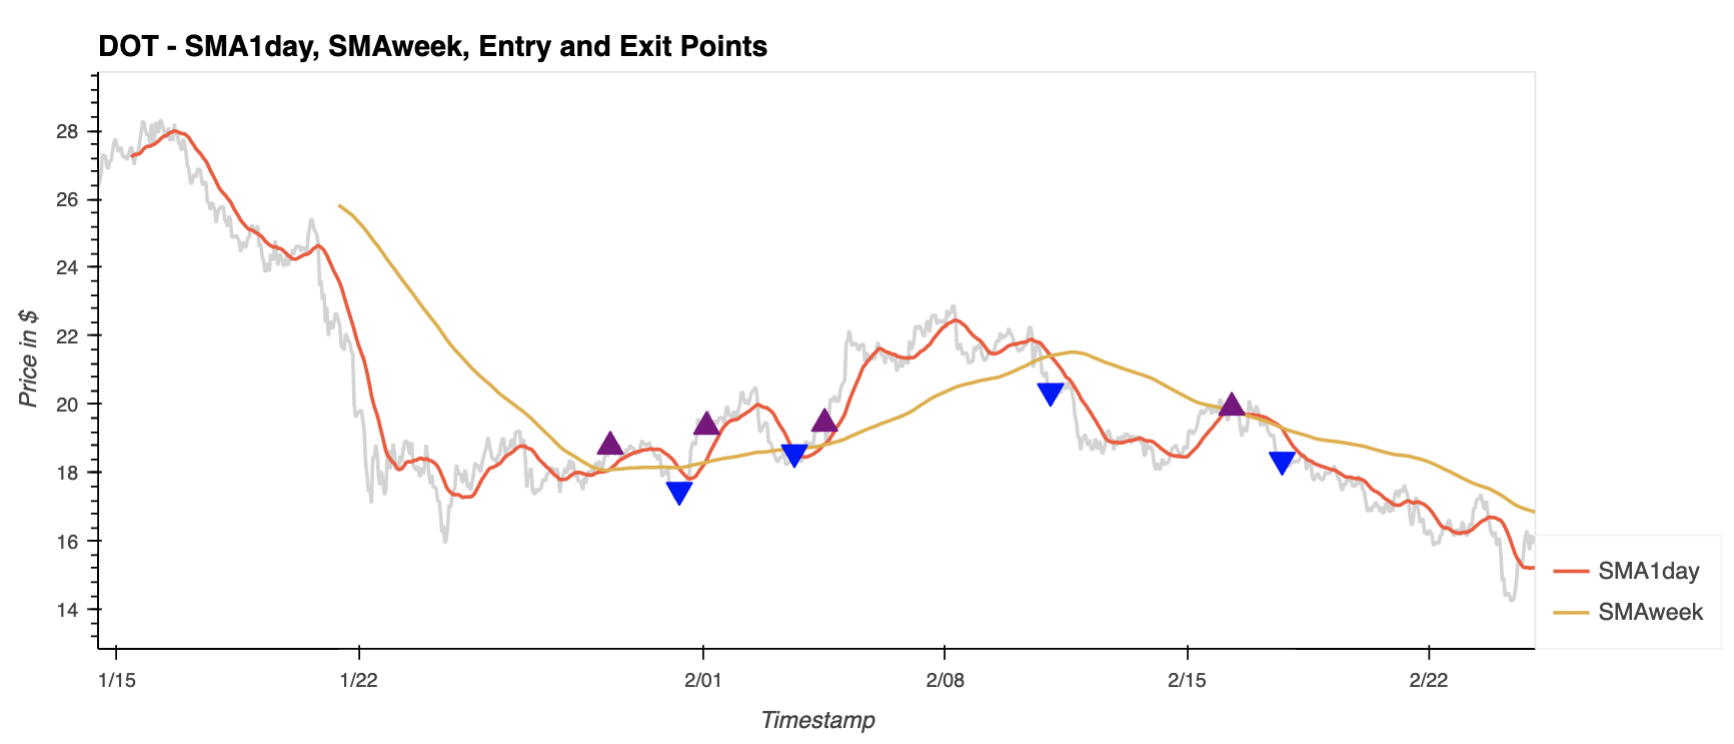 DOT - SMA1day, SMAweek, Entry and Exit Points
Price in $
28
26
24
22
20
18
16
14
1/15 1/22 2/01 2/08 2/15 2/22
Timestamp
SMA1day
SMAweek